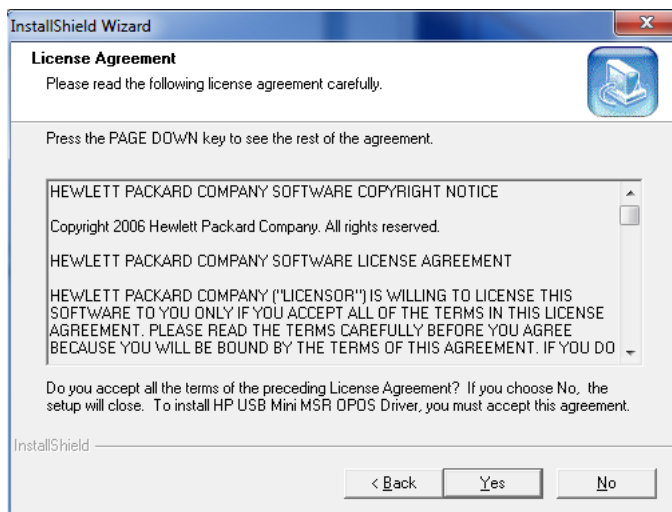 InstallShield Wizard
License Agreement
Please read the following license agreement carefully.
Press the PAGE DOWN key to see the rest of the agreement.
HEWLETT PACKARD COMPANY SOFTWARE COPYRIGHT NOTICE
Copyright 2006 Hewlett Packard Company. All rights reserved.
HEWLETT PACKARD COMPANY SOFTWARE LICENSE AGREEMENT
HEWLETT PACKARD COMPANY ("LICENSOR") IS WILLING TO LICENSE THIS
SOFTWARE TO YOU ONLY IF YOU ACCEPT ALL OF THE TERMS IN THIS LICENSE
AGREEMENT. PLEASE READ THE TERMS CAREFULLY BEFORE YOU AGREE
BECAUSE YOU WILL BE BOUND BY THE TERMS OF THIS AGREEMENT. IF YOU DO
Do you accept all the terms of the preceding License Agreement? If you choose No, the
setup will close. To install HP USB Mini MSR OPOS Driver, you must accept this agreement.
InstallShield
< Back
Yes
No